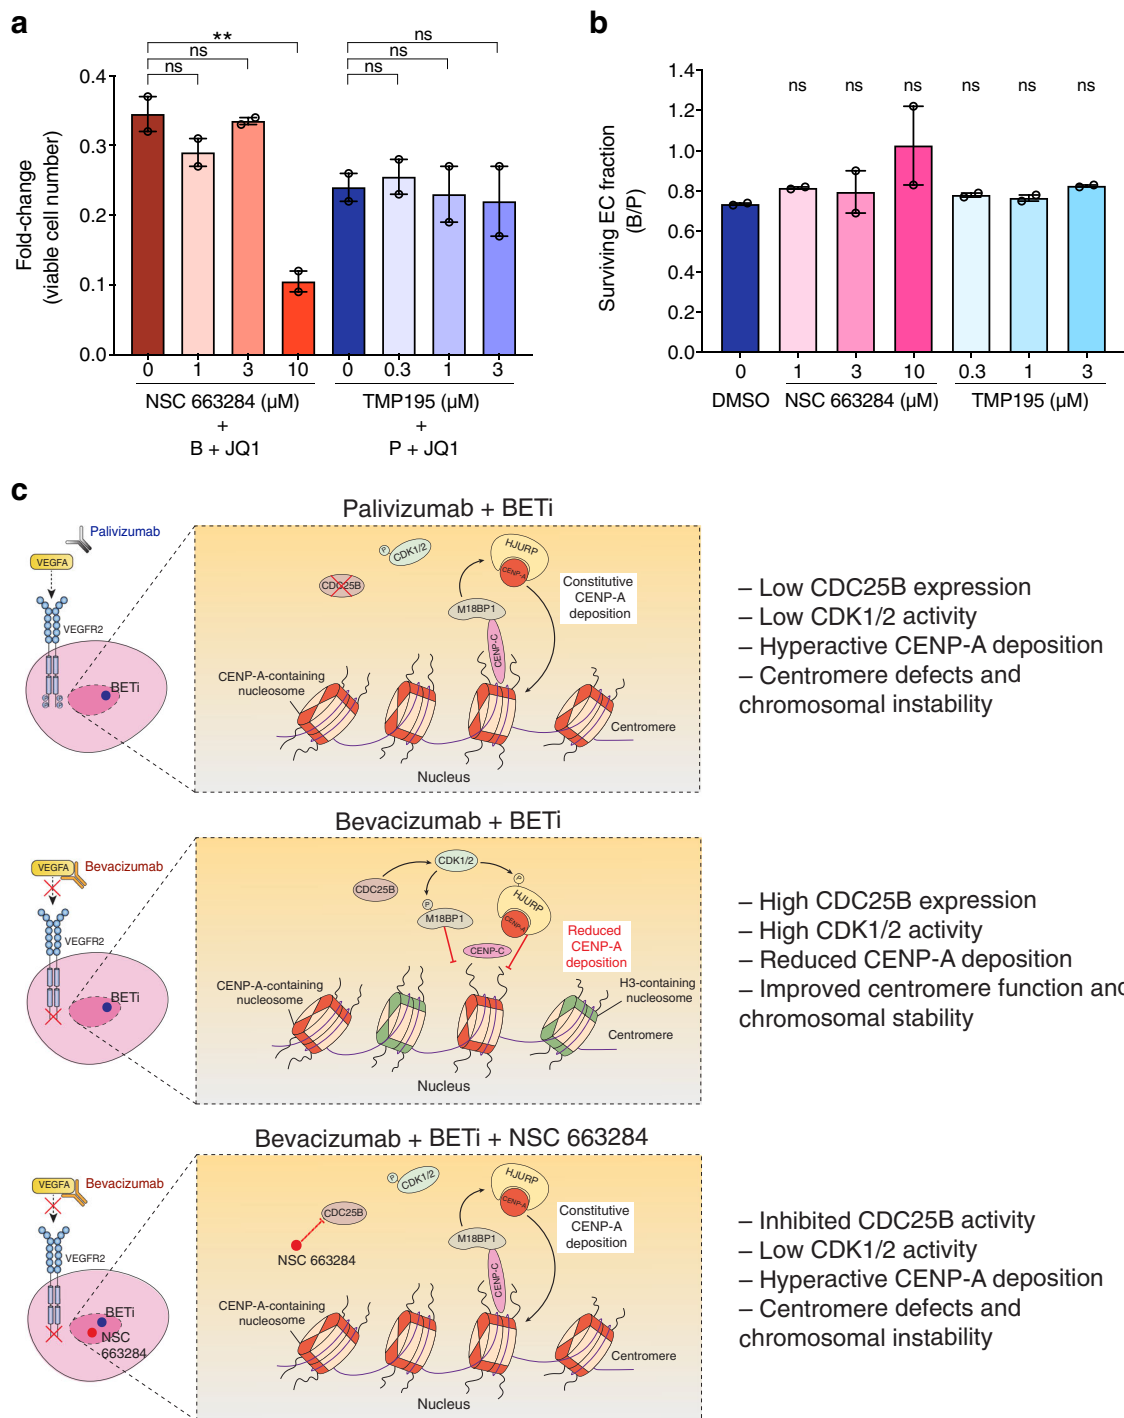 a
**
ns
ns
ns
ns
ns
Fold-change
(viable cell number)
0.4
0.3
0.2
0.1
0.0
0 1 3 10 0 0.3 1 3
NSC 663284 (µM) TMP195 (µM)
+ +
B + JQ1 P + JQ1
b
Surviving EC fraction
(B/P)
1.4
1.2
1.0
0.8
0.6
0.4
0.2
0.0
ns ns ns ns ns ns
0 1 3 10 0.3 1 3
DMSO NSC 663284 (µM) TMP195 (µM)
c
Palivizumab + BETi
Palivizumab
VEGFA
VEGFR2
BETi
P
CDK1/2
CDC25B
HJURP
CENP-A
M18BP1
CENP-C
Constitutive
CENP-A
deposition
CENP-A-containing
nucleosome
Centromere
Nucleus
– Low CDC25B expression
– Low CDK1/2 activity
– Hyperactive CENP-A deposition
– Centromere defects and
chromosomal instability
Bevacizumab + BETi
VEGFA
Bevacizumab
VEGFR2
BETi
CDK1/2
CDC25B
P
M18BP1
P
HJURP
CENP-A
CENP-C
Reduced
CENP-A
deposition
CENP-A-containing
nucleosome
H3-containing
nucleosome
Centromere
Nucleus
– High CDC25B expression
– High CDK1/2 activity
– Reduced CENP-A deposition
– Improved centromere function and
chromosomal stability
Bevacizumab + BETi + NSC 663284
VEGFA
Bevacizumab
VEGFR2
BETi
NSC
663284
P
CDK1/2
CDC25B
NSC 663284
HJURP
CENP-A
M18BP1
CENP-C
Constitutive
CENP-A
deposition
CENP-A-containing
nucleosome
Centromere
Nucleus
– Inhibited CDC25B activity
– Low CDK1/2 activity
– Hyperactive CENP-A deposition
– Centromere defects and
chromosomal instability